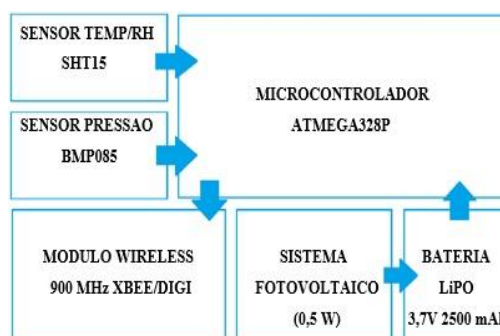 SENSOR TEMP/RH
SHT15
MICROCONTROLADOR
ATMEGA328P
SENSOR PRESSAO
BMP085
MODULO WIRELESS
900 MHz XBEE/DIGI
SISTEMA
FOTOVOLTAICO
(0,5 W)
BATERIA
LiPO
3,7V 2500